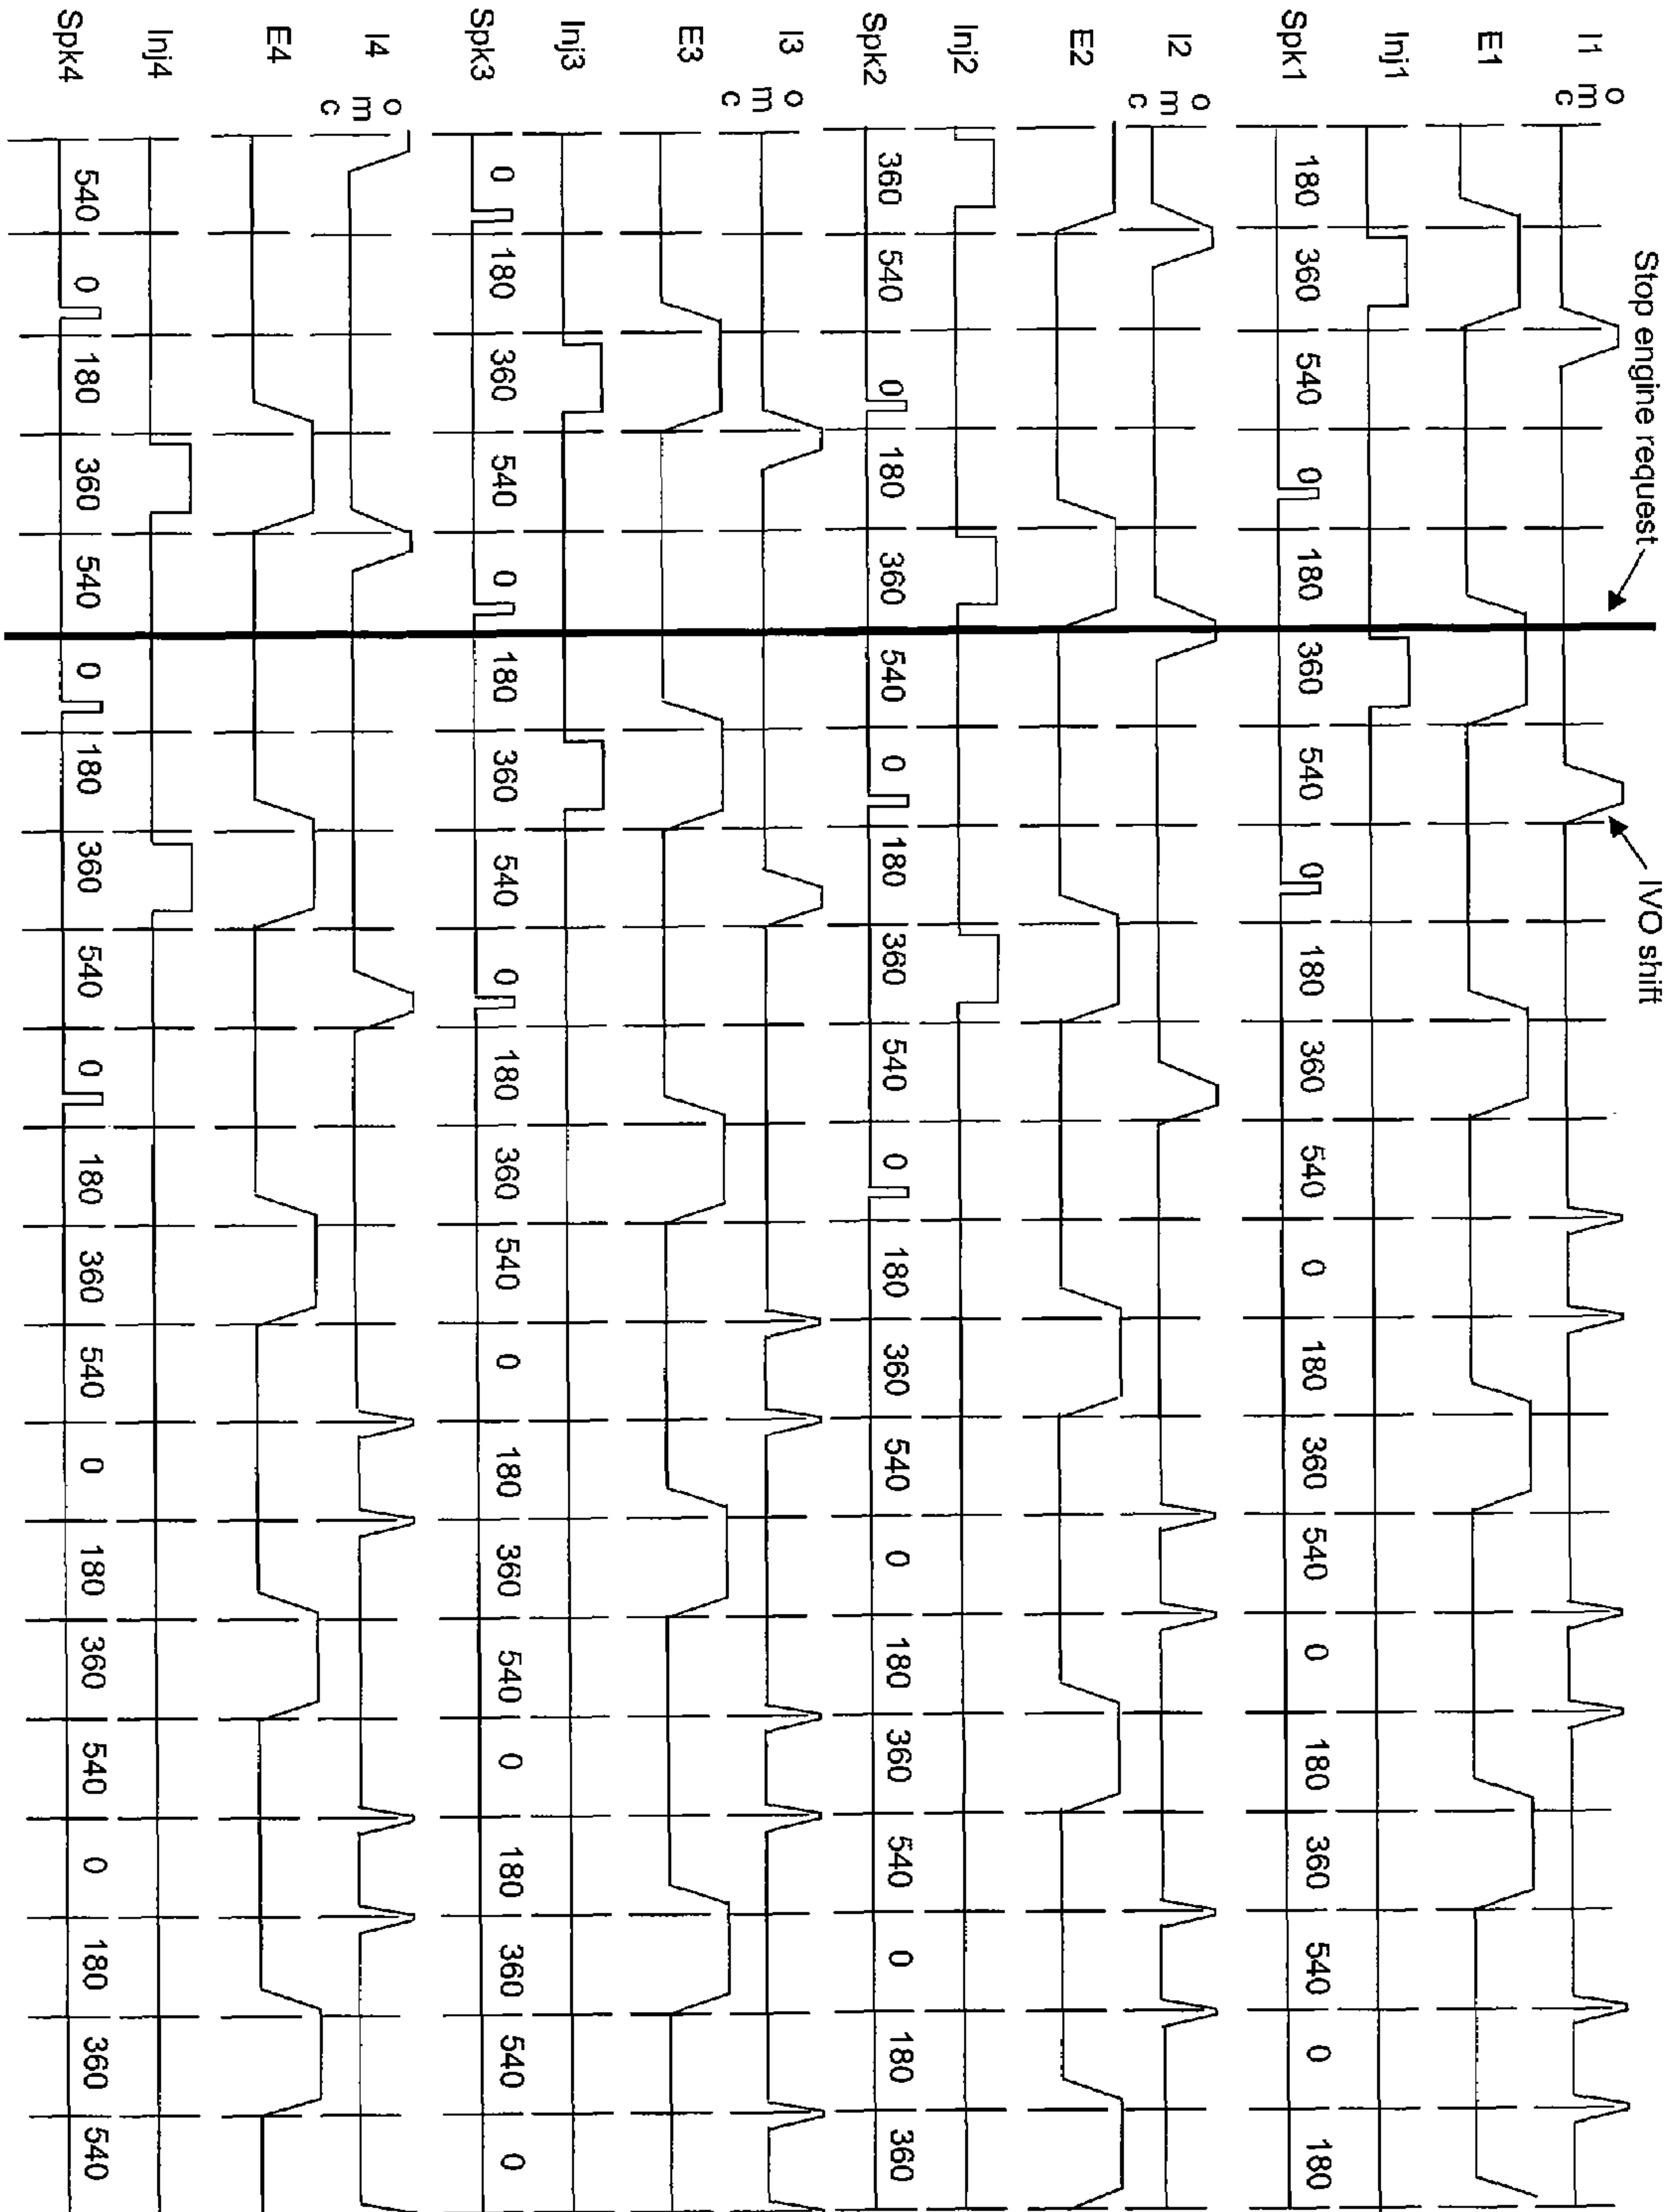 Stop engine request
IVO shift
o
I1 m
c
E1
Inj1
180 360 540 0 180 360 540 0 180 360 540 0 180 360 540 0 180 360 540 0 180
Spk1
o
I2 m
c
E2
Inj2
360 540 0 180 360 540 0 180 360 540 0 180 360 540 0 180 360 540 0 180 360
Spk2
o
I3 m
c
E3
Inj3
0 180 360 540 0 180 360 540 0 180 360 540 0 180 360 540 0 180 360 540 0
Spk3
o
I4 m
c
E4
Inj4
540 0 180 360 540 0 180 360 540 0 180 360 540 0 180 360 540 0 180 360 540
Spk4